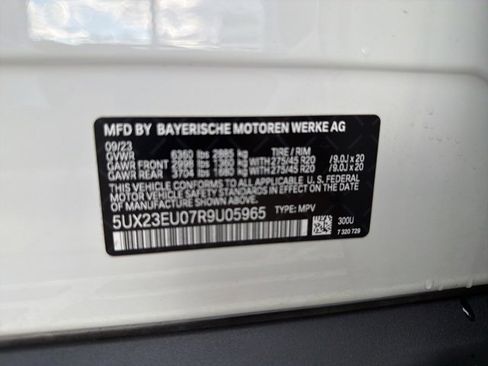 MFD BY BAYERISCHE MOTOREN WERKE AG
09/23 TIRE / RIM
GVWR 6360 lbs 2885 kg
GAWR FRONT 2998 lbs 1360 KG WITH 275/45 R20 / 9.0J x 20
GAWR REAR 3704 lbs WITH 275/45 R20 / 9.0J x 20
THIS VEHICLE CONFORMS TO ALL APPLICABLE U.S. FEDERAL
MOTOR VEHICLE SAFETY STANDARDS IN EFFECT ON THE DATE
OF MANUFACTURE SHOWN ABOVE.
5UX23EU07R9U05965 TYPE: MPV
300U
7 320 729